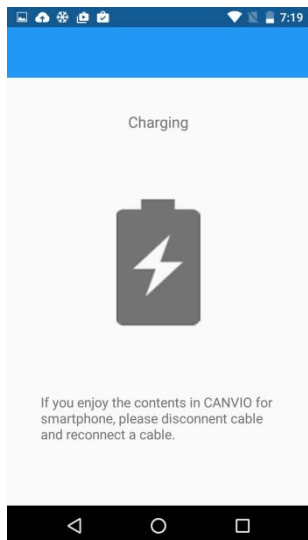 7:19
Charging
If you enjoy the contents in CANVIO for
smartphone, please disconnent cable
and reconnect a cable.